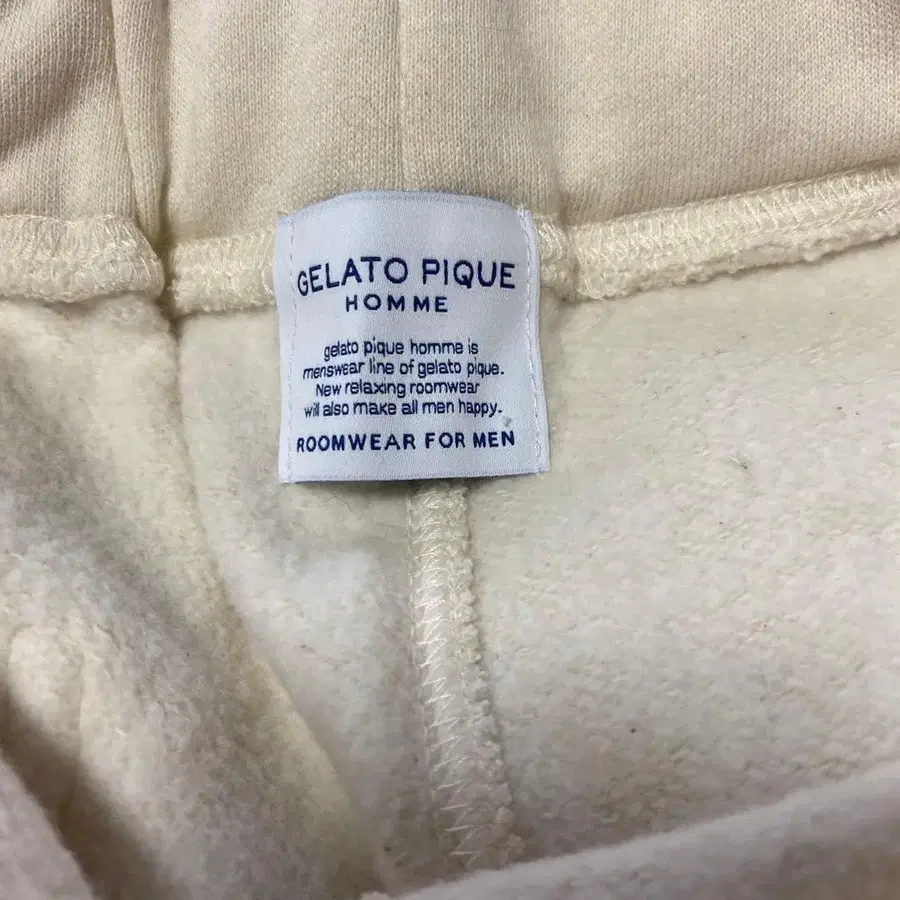 GELATO PIQUE
HOMME
gelato pique homme is
menswear line of gelato pique.
New relaxing roomwear
will also make all men happy.
ROOMWEAR FOR MEN